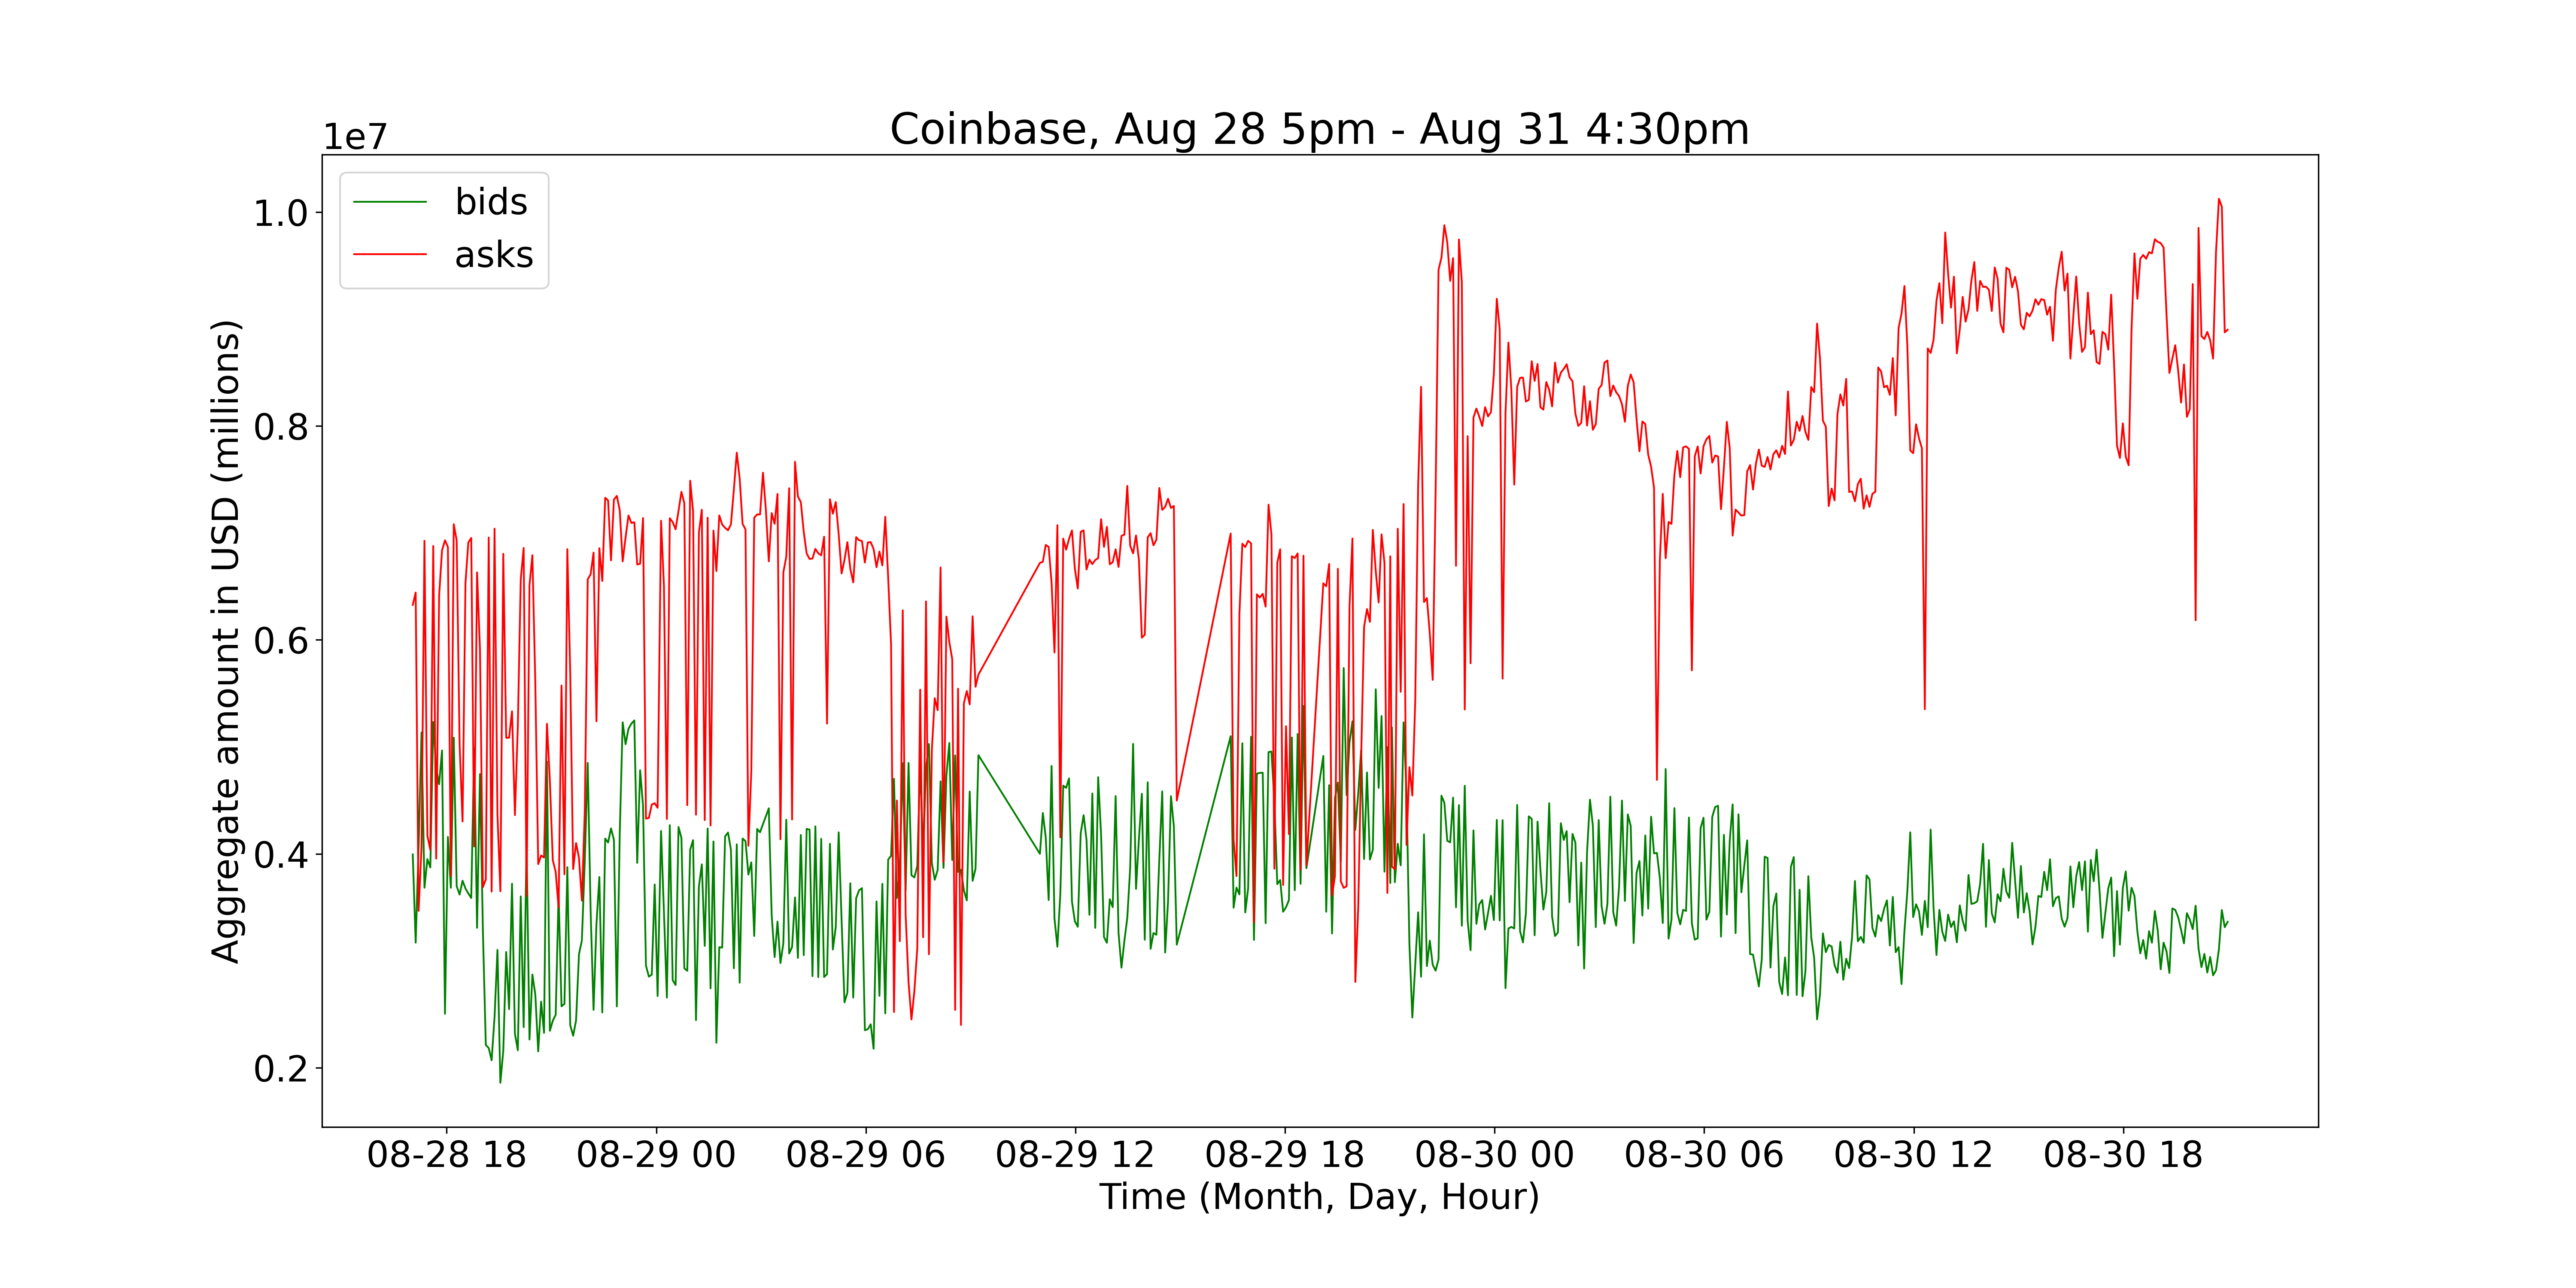 Coinbase, Aug 28 5pm - Aug 31 4:30pm
1e7
bids
asks
1.0
0.8
0.6
0.4
0.2
Aggregate amount in USD (millions)
08-28 18 08-29 00 08-29 06 08-29 12 08-29 18 08-30 00 08-30 06 08-30 12 08-30 18
Time (Month, Day, Hour)